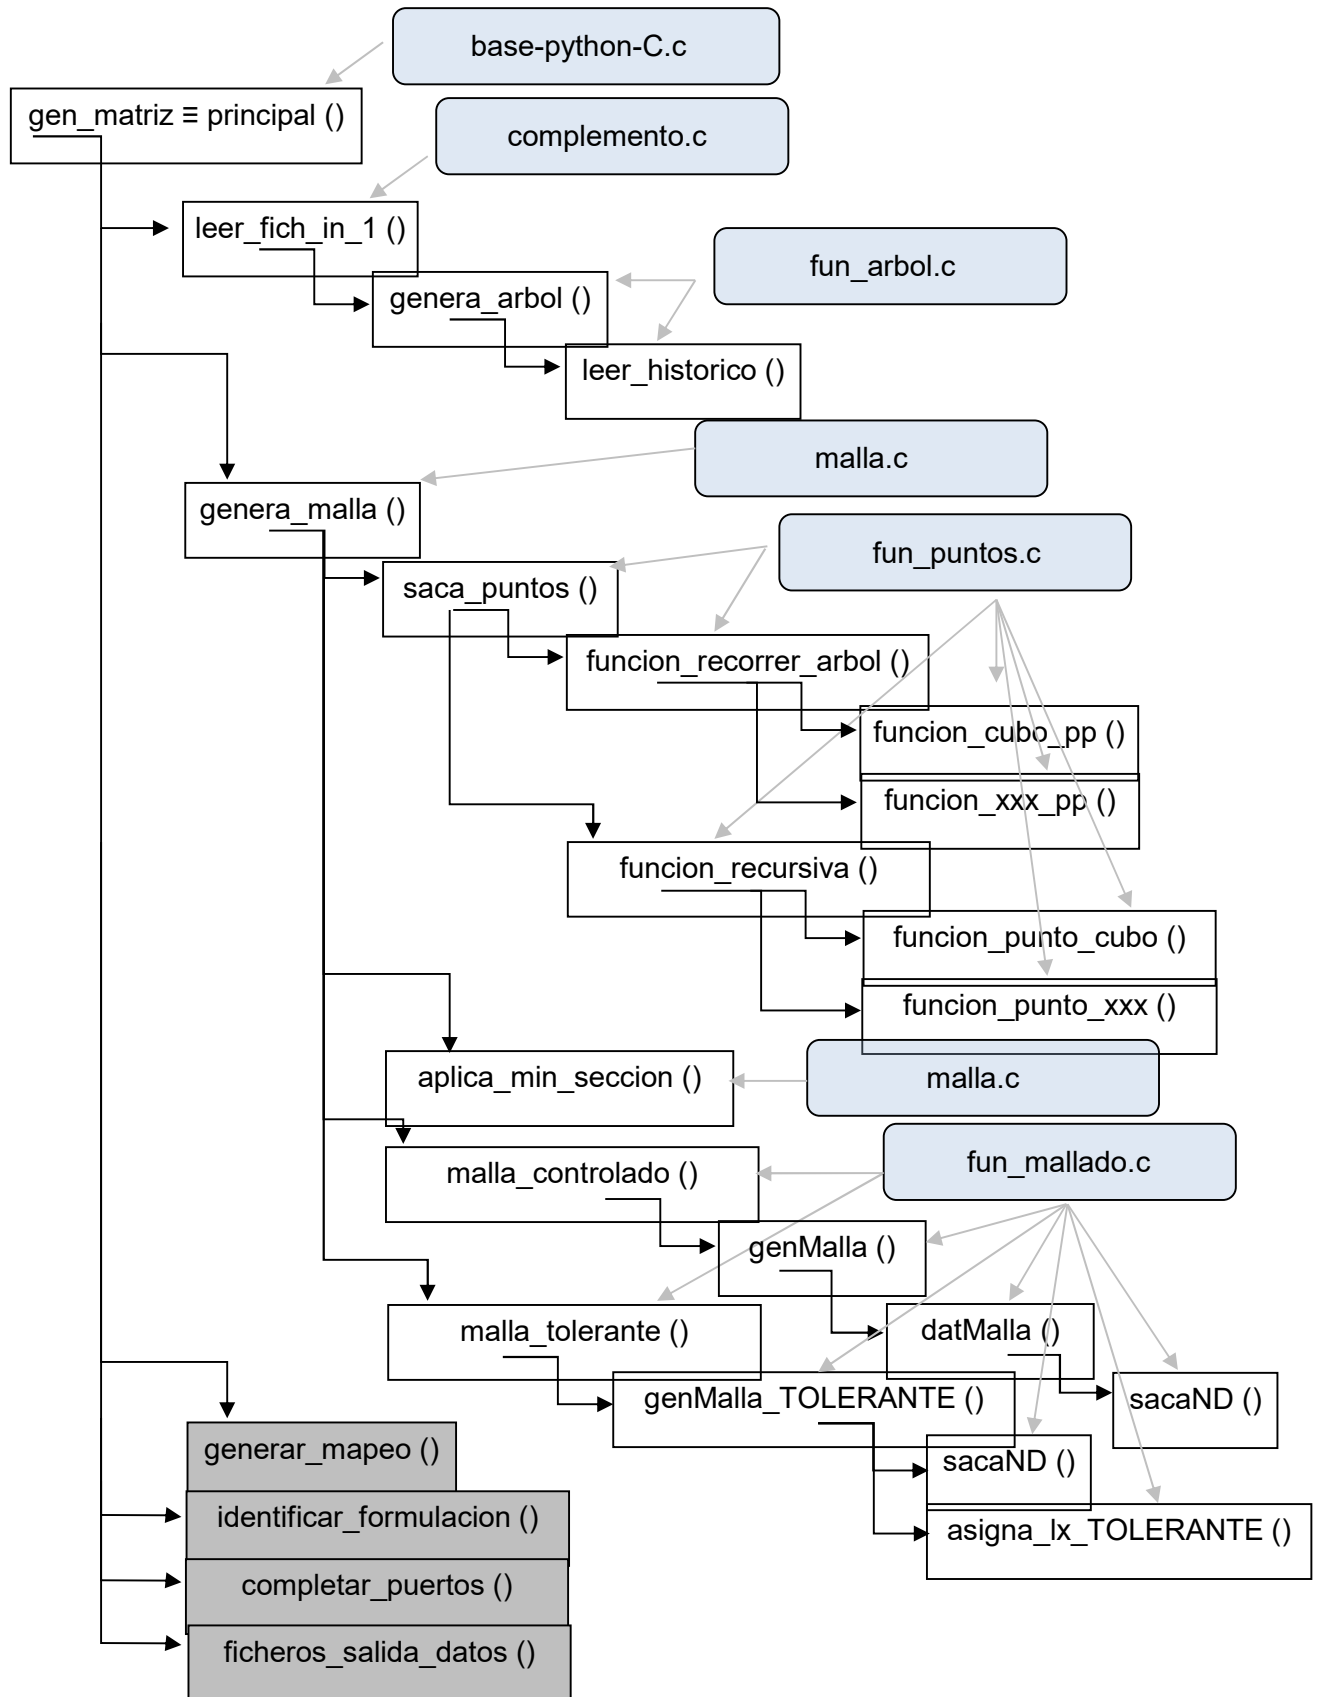 base-python-C.c
gen_matriz ≡ principal ()
complemento.c
leer_fich_in_1 ()
fun_arbol.c
genera_arbol ()
leer_historico ()
malla.c
genera_malla ()
fun_puntos.c
saca_puntos ()
funcion_recorrer_arbol ()
funcion_cubo_pp ()
funcion_xxx_pp ()
funcion_recursiva ()
funcion_punto_cubo ()
funcion_punto_xxx ()
aplica_min_seccion ()
malla.c
fun_mallado.c
malla_controlado ()
genMalla ()
malla_tolerante ()
datMalla ()
genMalla_TOLERANTE ()
sacaND ()
generar_mapeo ()
sacaND ()
identificar_formulacion ()
asigna_lx_TOLERANTE ()
completar_puertos ()
ficheros_salida_datos ()